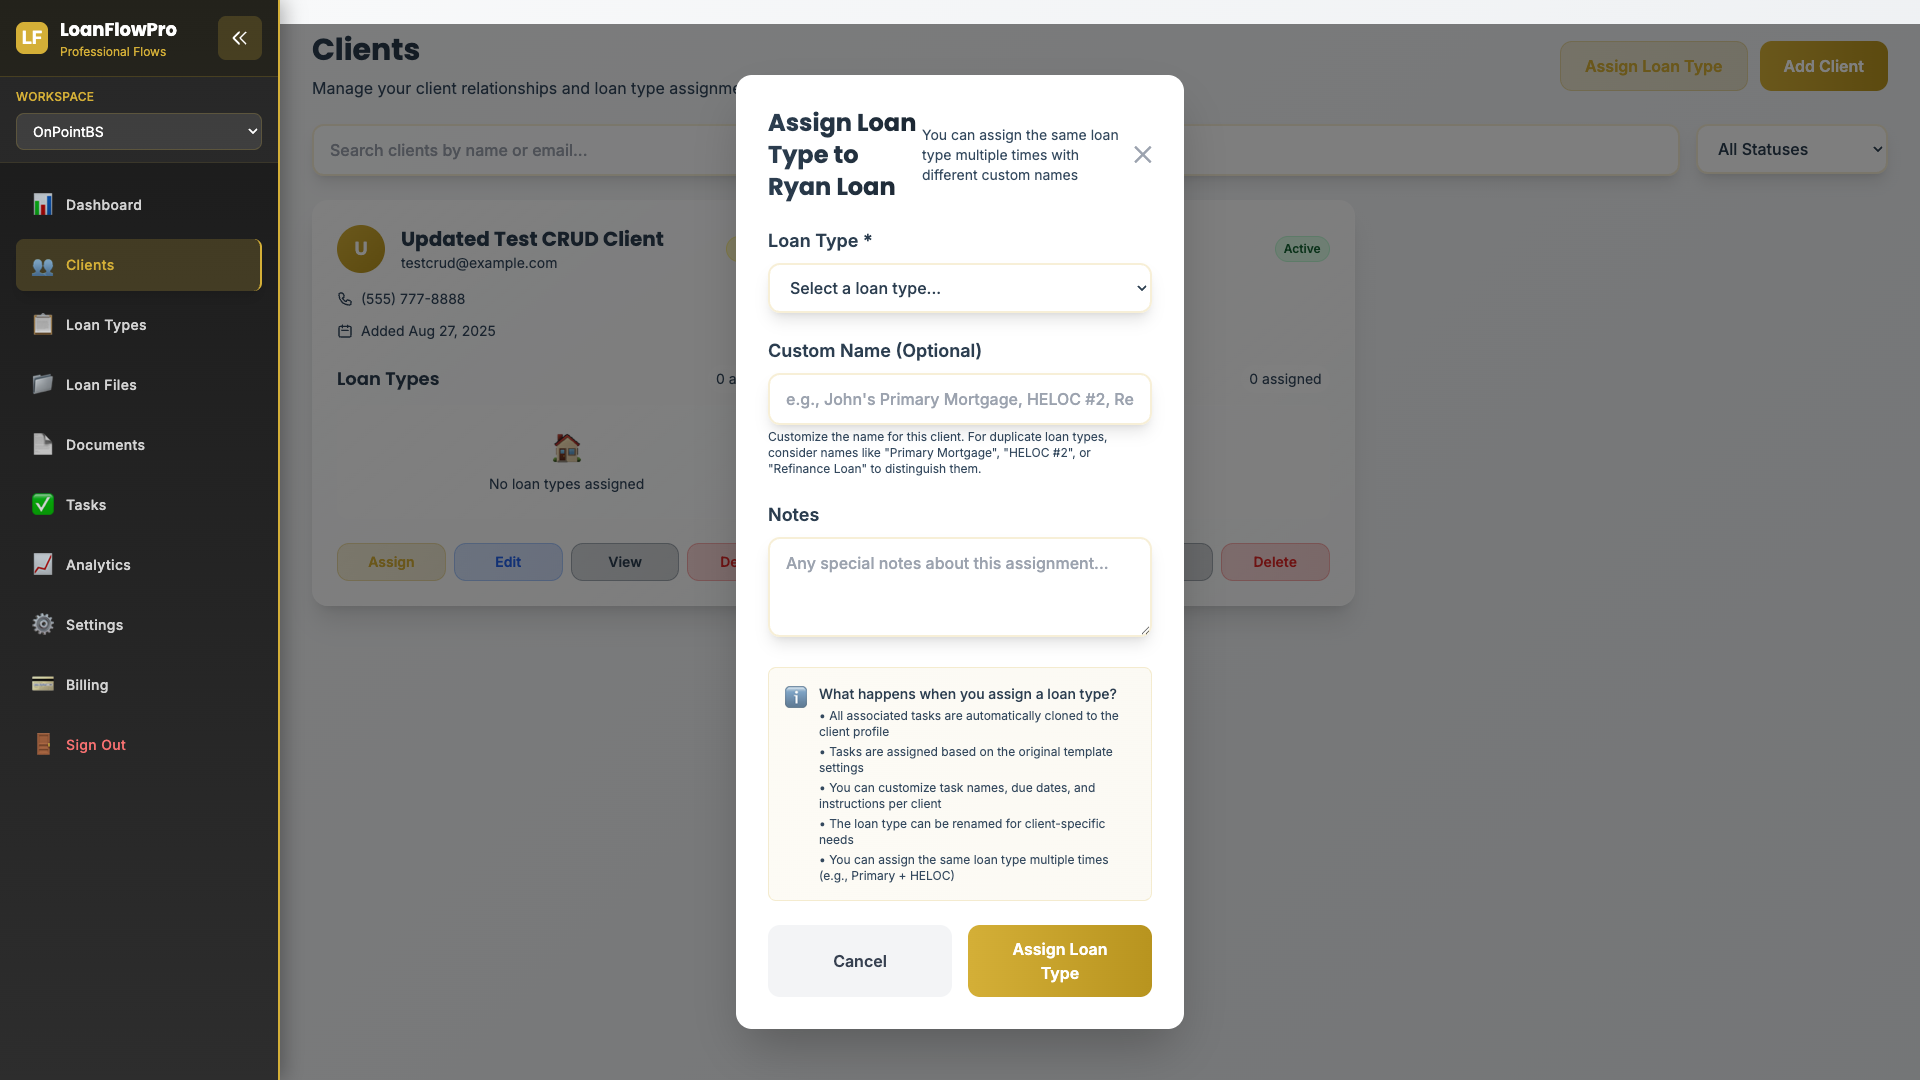 LF
LoanFlowPro
Professional Flows
WORKSPACE
OnPointBS
Dashboard
Clients
Loan Types
Loan Files
Documents
Tasks
Analytics
Settings
Billing
Sign Out
Clients
Manage your client relationships and loan type assignme
Assign Loan Type
Add Client
Search clients by name or email...
All Statuses
U
Updated Test CRUD Client
testcrud@example.com
(555) 777-8888
Added Aug 27, 2025
Loan Types
0 a
No loan types assigned
Assign
Edit
View
De
Active
0 assigned
Delete
Assign Loan
Type to
Ryan Loan
You can assign the same loan
type multiple times with
different custom names
Loan Type *
Select a loan type...
Custom Name (Optional)
e.g., John's Primary Mortgage, HELOC #2, Re
Customize the name for this client. For duplicate loan types,
consider names like "Primary Mortgage", "HELOC #2", or
"Refinance Loan" to distinguish them.
Notes
Any special notes about this assignment...
What happens when you assign a loan type?
• All associated tasks are automatically cloned to the
client profile
• Tasks are assigned based on the original template
settings
• You can customize task names, due dates, and
instructions per client
• The loan type can be renamed for client-specific
needs
• You can assign the same loan type multiple times
(e.g., Primary + HELOC)
Cancel
Assign Loan
Type